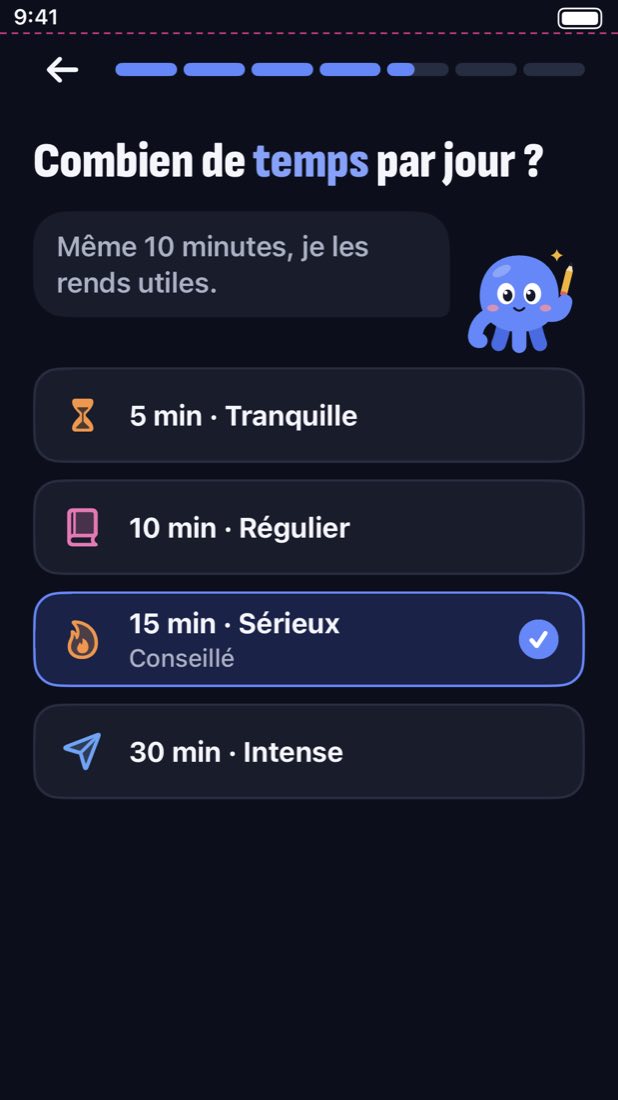 9:41
Combien de temps par jour ?
Même 10 minutes, je les
rends utiles.
5 min · Tranquille
10 min · Régulier
15 min · Sérieux
Conseillé
30 min · Intense